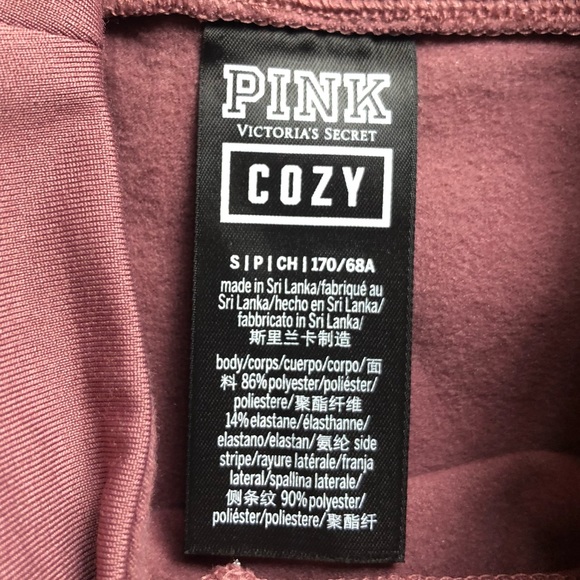 PINK
VICTORIA'S SECRET
COZY
S | P | CH | 170/68A
made in Sri Lanka/fabriqué au
Sri Lanka/hecho en Sri Lanka/
fabbricato in Sri Lanka/
斯里兰卡制造
body/corps/cuerpo/corpo/面
料 86% polyester/poliéster/
poliestere/聚酯纤维
14% elastane/élasthanne/
elastano/elastan/氨纶 side
stripe/rayure latérale/franja
lateral/spallina laterale/
侧条纹 90% polyester/
poliéster/poliestere/聚酯纤